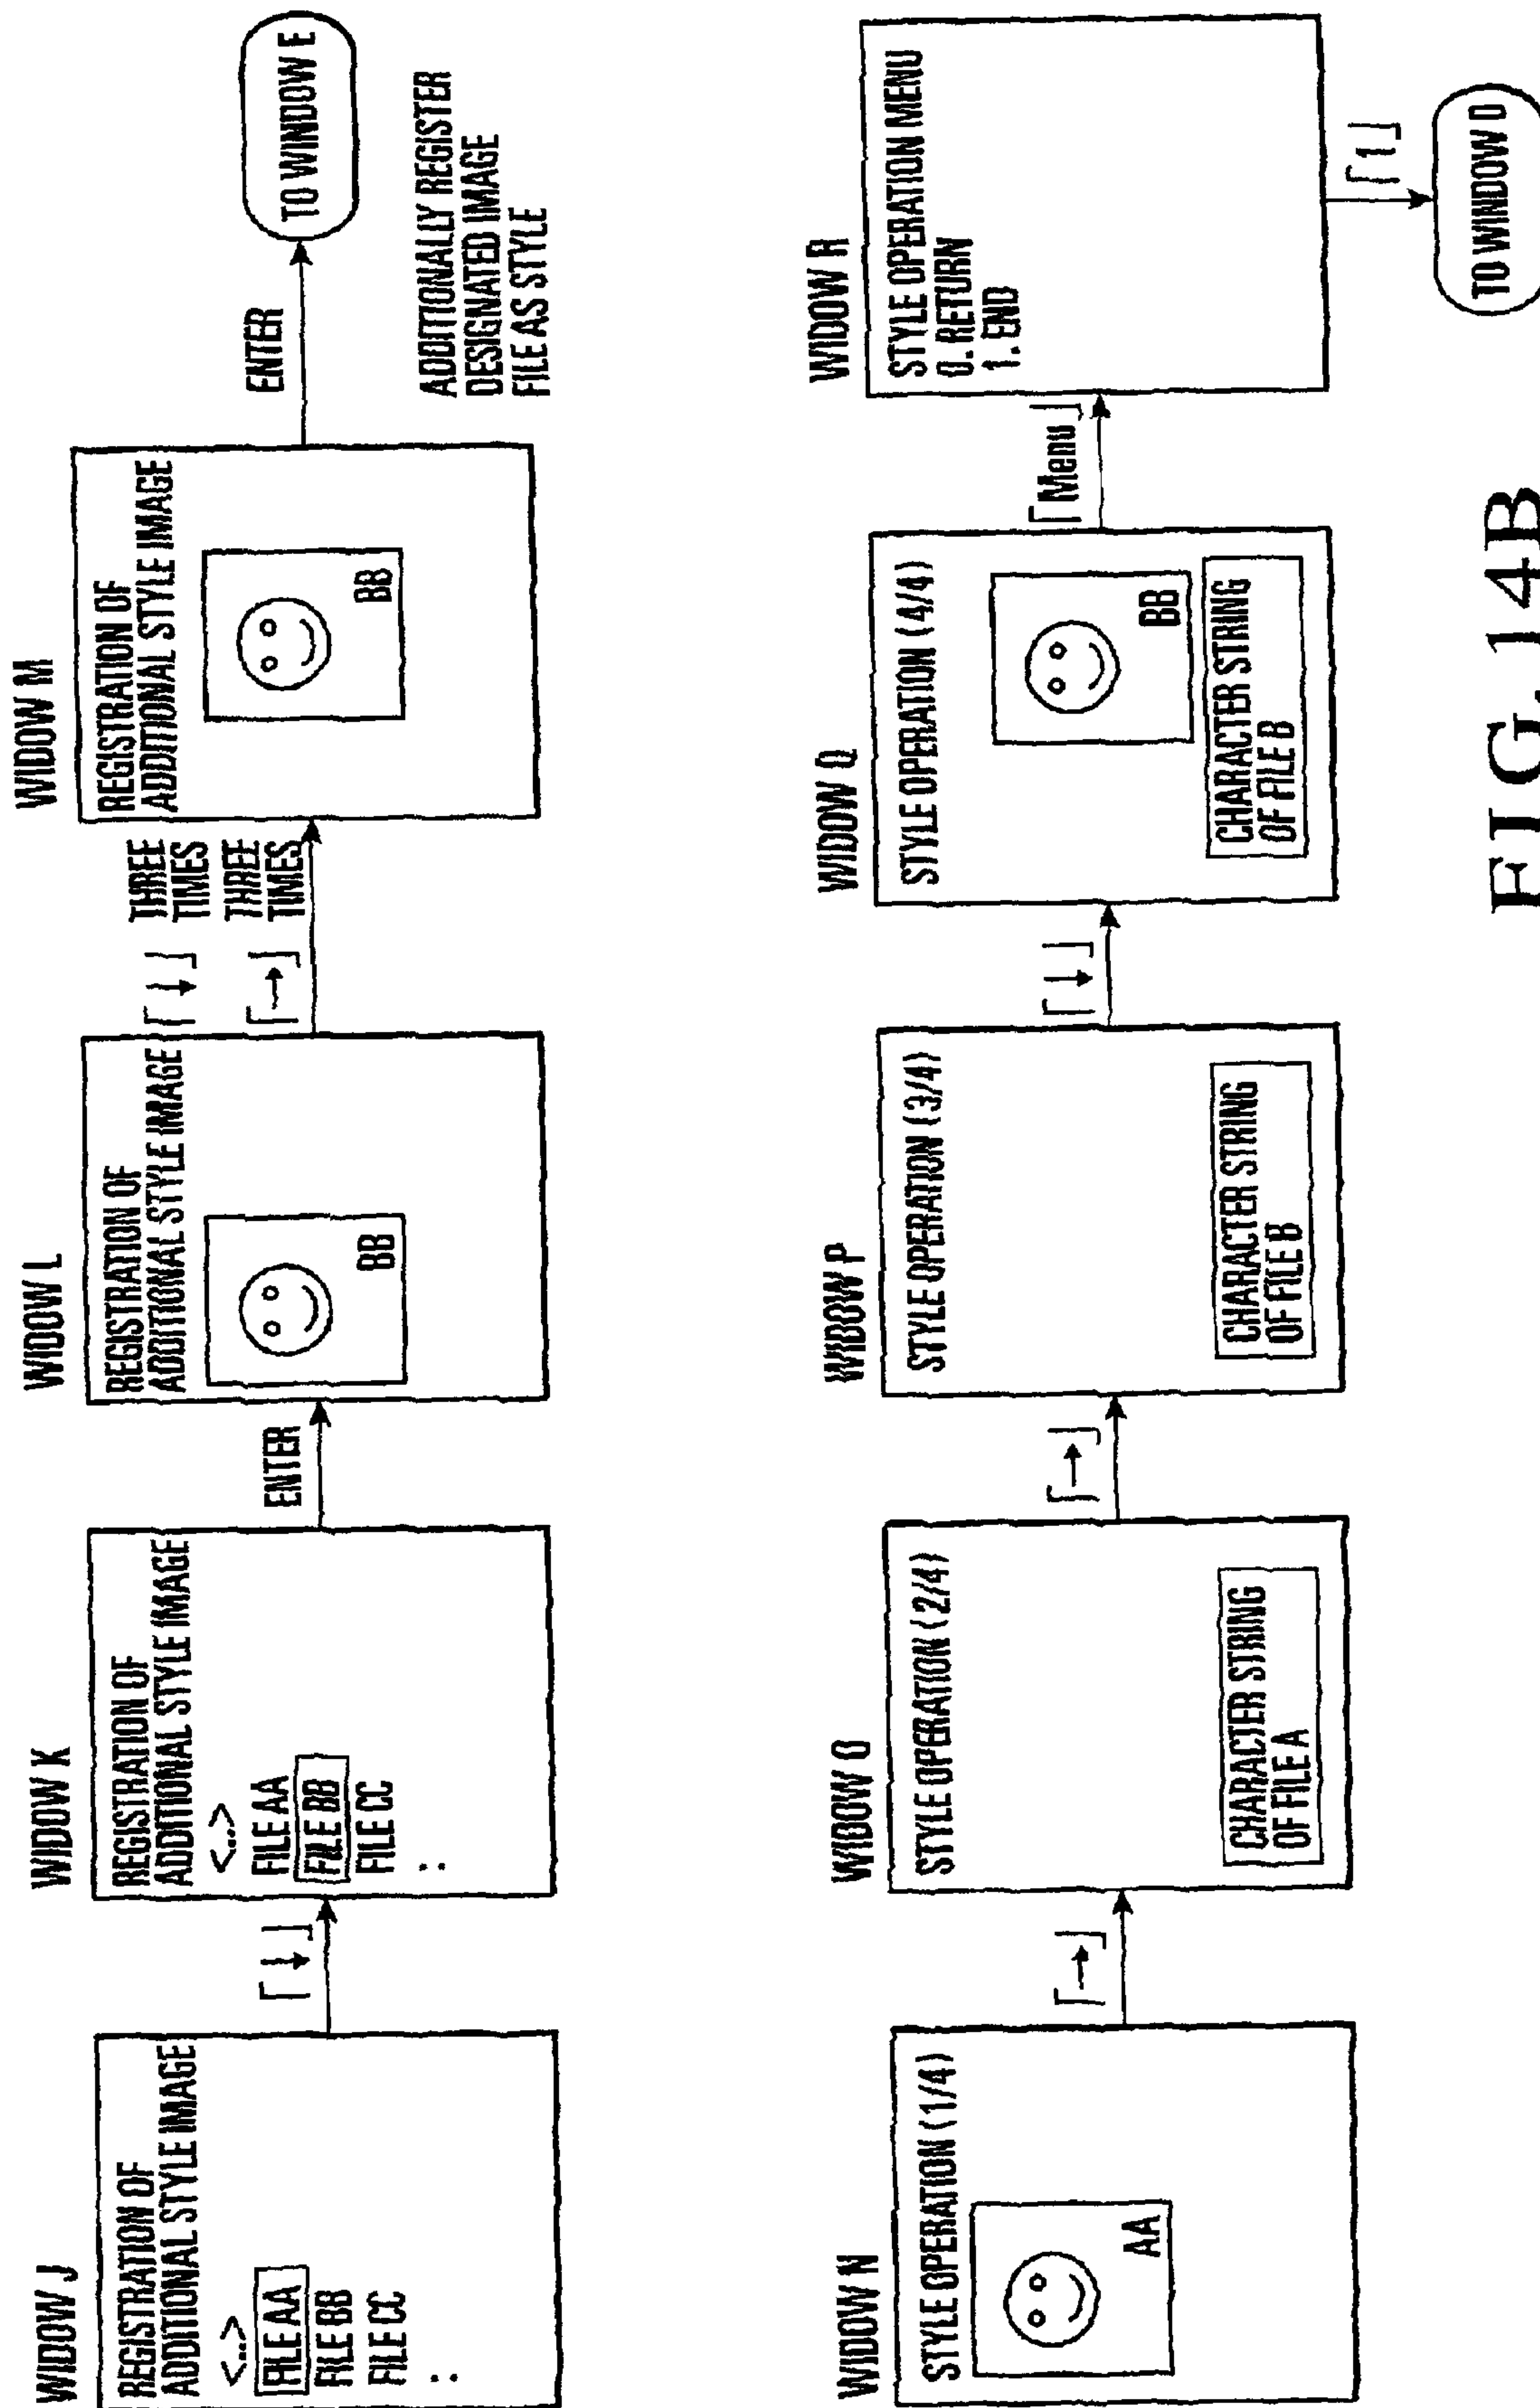 WIDOW J
REGISTRATION OF
ADDITIONAL STYLE IMAGE
<...>
FILE AA
FILE BB
FILE CC
:
「↓」
WIDOW K
REGISTRATION OF
ADDITIONAL STYLE IMAGE
<...>
FILE AA
FILE BB
FILE CC
:
ENTER
WIDOW L
REGISTRATION OF
ADDITIONAL STYLE IMAGE
BB
「↓」 THREE
TIMES
「→」 THREE
TIMES
WIDOW M
REGISTRATION OF
ADDITIONAL STYLE IMAGE
BB
ENTER
TO WINDOW E
ADDITIONALLY REGISTER
DESIGNATED IMAGE
FILE AS STYLE
WIDOW N
STYLE OPERATION (1/4)
AA
「→」
WIDOW O
STYLE OPERATION (2/4)
CHARACTER STRING
OF FILE A
「→」
WIDOW P
STYLE OPERATION (3/4)
CHARACTER STRING
OF FILE B
「↓」
WIDOW Q
STYLE OPERATION (4/4)
BB
CHARACTER STRING
OF FILE B
「Menu」
WIDOW R
STYLE OPERATION MENU
0. RETURN
1. END
「1」
TO WINDOW D
FIG. 14B